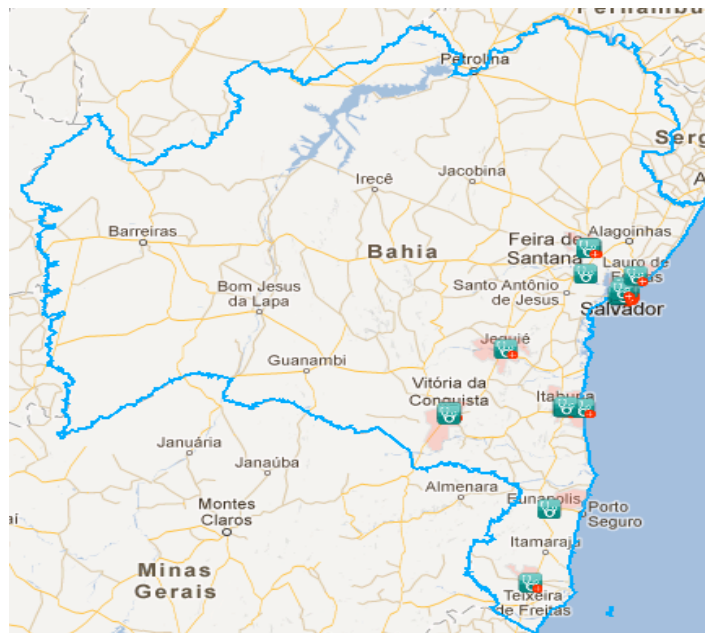 Pernambu
Petrolina
Serg
A
Jacobina
Irecê
Barreiras
Bahia
Feira de
Santana
Alagoinhas
Lauro de
Freitas
Bom Jesus
da Lapa
Santo Antônio
de Jesus
Salvador
Jequié
Guanambi
Vitória da
Conquista
Itabuna
Januária
Janaúba
Almenara
Eunápolis
Montes
Claros
Porto
Seguro
aí
Itamaraju
Minas
Gerais
Teixeira
de Freitas